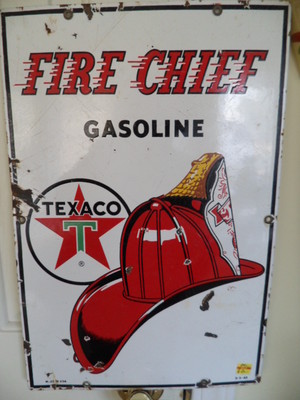 FIRE CHIEF
GASOLINE
TEXACO
T
®